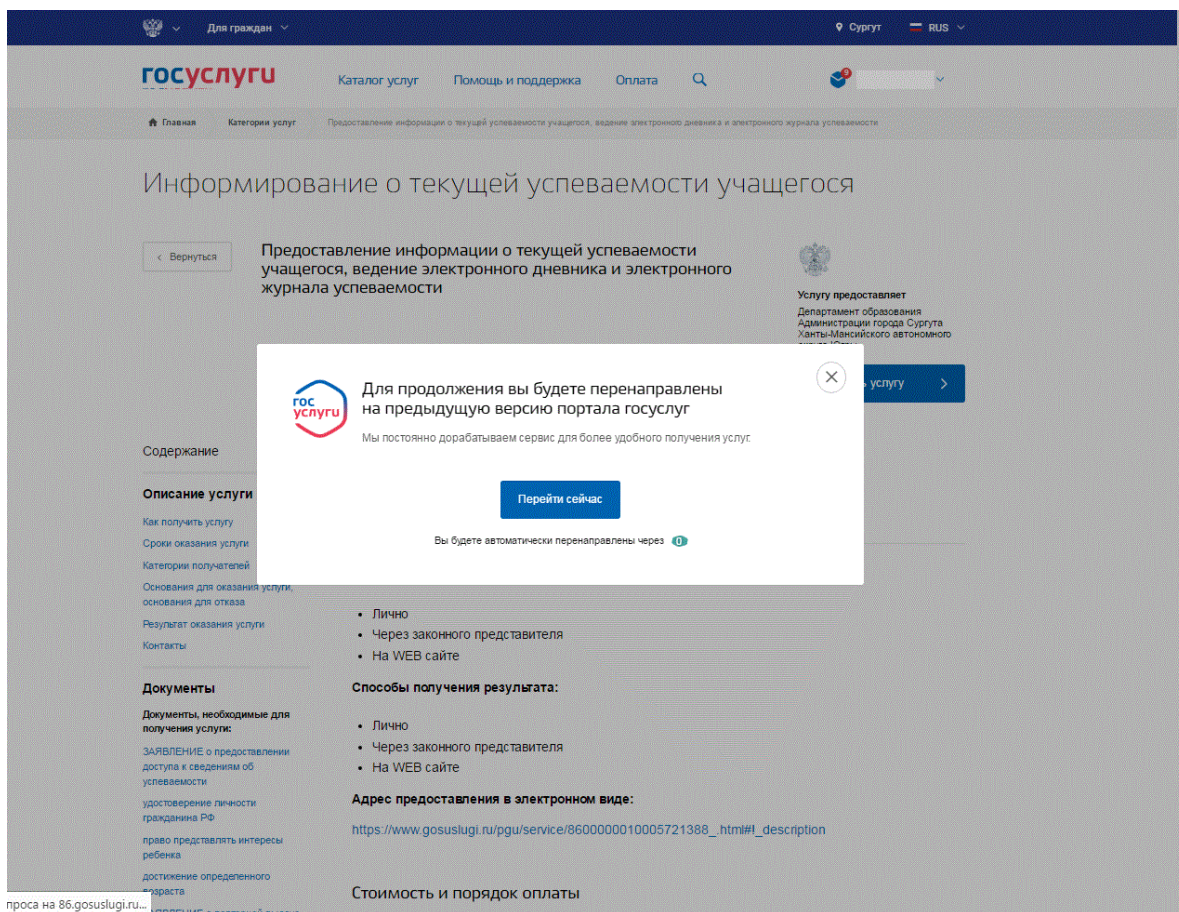 Для граждан
Сургут
RUS
госуслуги
Каталог услуг
Помощь и поддержка
Оплата
9
Главная
Категории услуг
Предоставление информации о текущей успеваемости учащегося, ведение электронного дневника и электронного журнала успеваемости
Информирование о текущей успеваемости учащегося
Вернуться
Предоставление информации о текущей успеваемости
учащегося, ведение электронного дневника и электронного
журнала успеваемости
Услугу предоставляет
Департамент образования
Администрации города Сургута
Ханты-Мансийского автономного
услугу
гос
услуги
Для продолжения вы будете перенаправлены
на предыдущую версию портала госуслуг
Мы постоянно дорабатываем сервис для более удобного получения услуг.
Перейти сейчас
Вы будете автоматически перенаправлены через 0
Содержание
Описание услуги
Как получить услугу
Сроки оказания услуги
Категории получателей
Основания для оказания услуги,
основания для отказа
Результат оказания услуги
Контакты
Документы
Документы, необходимые для
получения услуги:
ЗАЯВЛЕНИЕ о предоставлении
доступа к сведениям об
успеваемости
удостоверение личности
гражданина РФ
право представлять интересы
ребенка
достижение определенного
возраста
• Лично
• Через законного представителя
• На WEB сайте
Способы получения результата:
• Лично
• Через законного представителя
• На WEB сайте
Адрес предоставления в электронном виде:
https://www.gosuslugi.ru/pgu/service/8600000010005721388_.html#!_description
Стоимость и порядок оплаты
проса на 86.gosuslugi.ru...